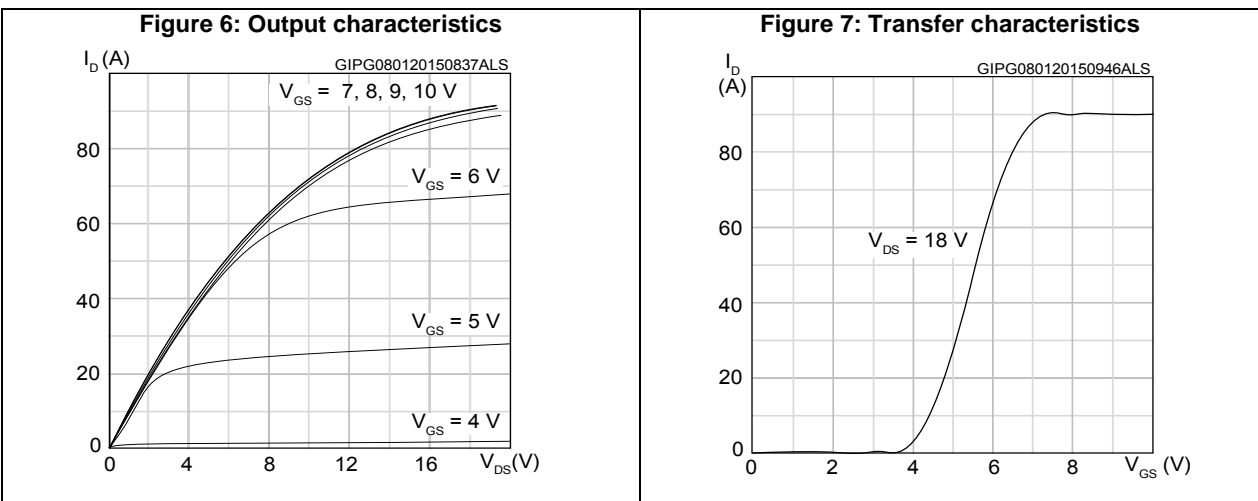 Figure 6: Output characteristics
I_D (A)
GIPG080120150837ALS
V_GS = 7, 8, 9, 10 V
80
V_GS = 6 V
60
40
V_GS = 5 V
20
V_GS = 4 V
0
0 4 8 12 16 V_DS(V)
Figure 7: Transfer characteristics
I_D
(A)
GIPG080120150946ALS
80
60
V_DS = 18 V
40
20
0
0 2 4 6 8 V_GS (V)